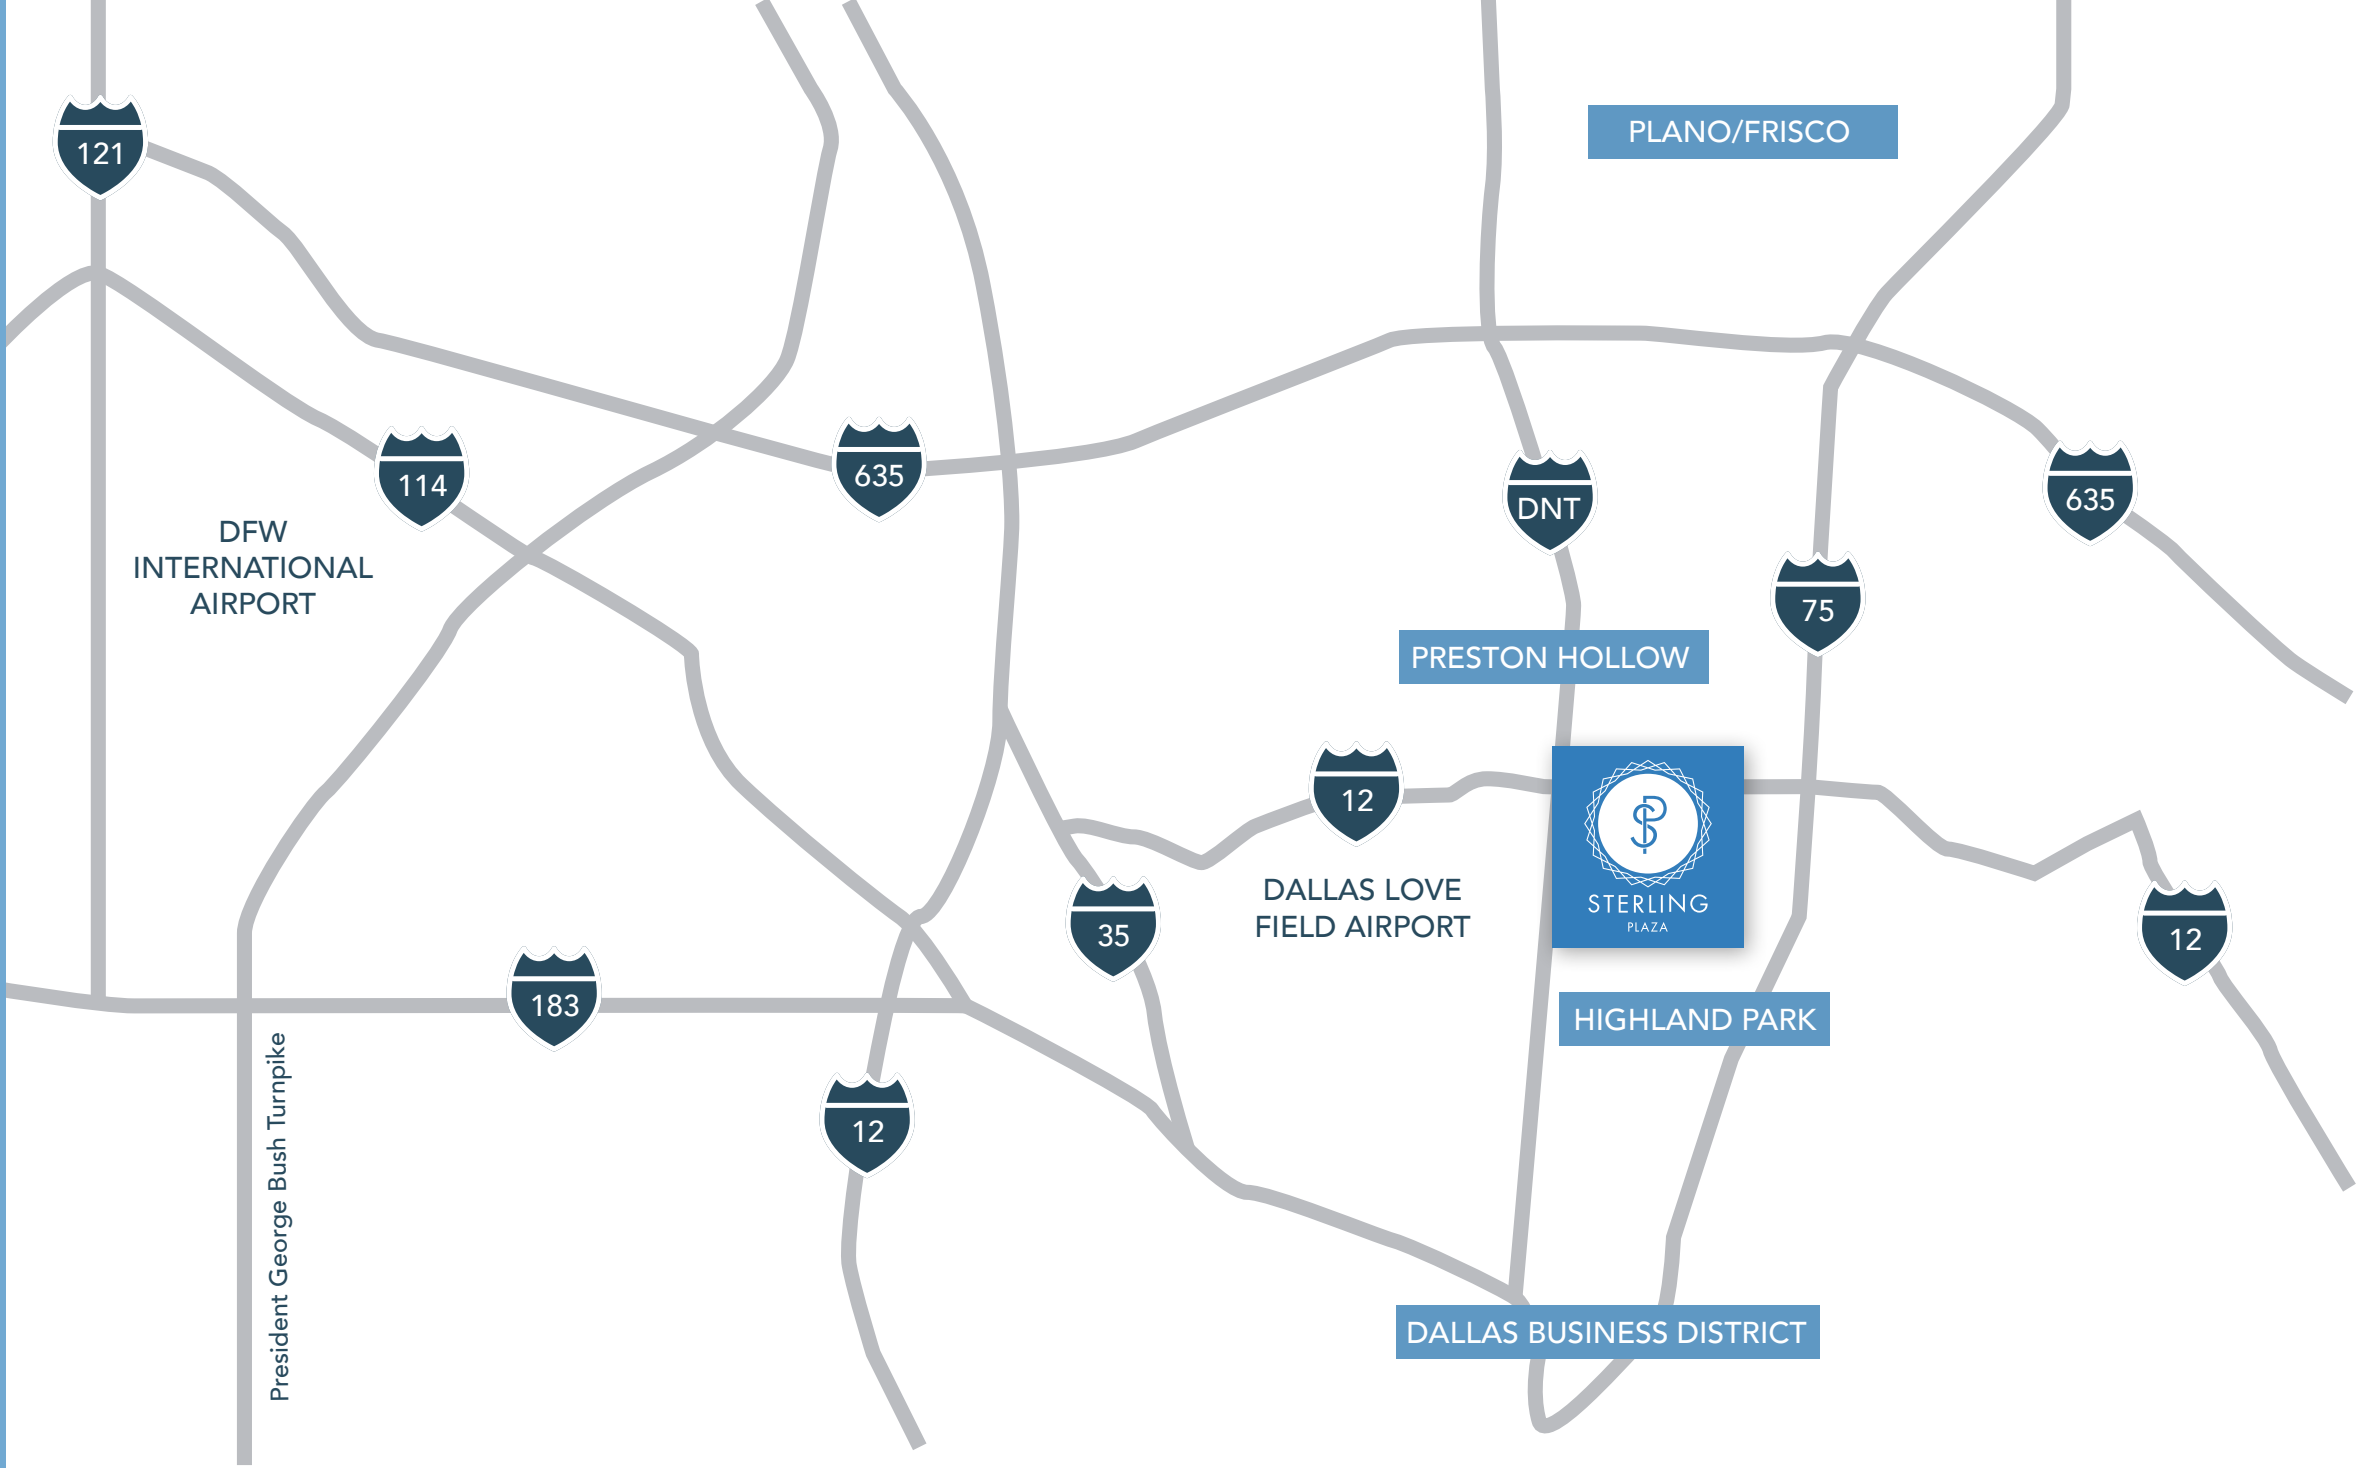 PLANO/FRISCO
121
114
635
DNT
635
DFW
INTERNATIONAL
AIRPORT
75
PRESTON HOLLOW
12
SP
STERLING
PLAZA
DALLAS LOVE
FIELD AIRPORT
35
12
183
HIGHLAND PARK
12
President George Bush Turnpike
DALLAS BUSINESS DISTRICT